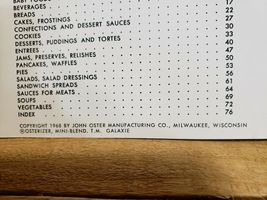 BEVERAGES
BREADS 17
CAKES, FROSTINGS 22
CONFECTIONS AND DESSERT SAUCES 27
COOKIES 30
DESSERTS, PUDDINGS AND TORTES 33
ENTREES 40
JAMS, PRESERVES, RELISHES 47
PANCAKES, WAFFLES 50
PIES 53
SALADS, SALAD DRESSINGS 56
SANDWICH SPREADS 61
SAUCES FOR MEATS 64
SOUPS 69
VEGETABLES 72
INDEX 76
COPYRIGHT 1968 BY JOHN OSTER MANUFACTURING CO., MILWAUKEE, WISCONSIN
®OSTERIZER, MINI-BLEND, T.M. GALAXIE